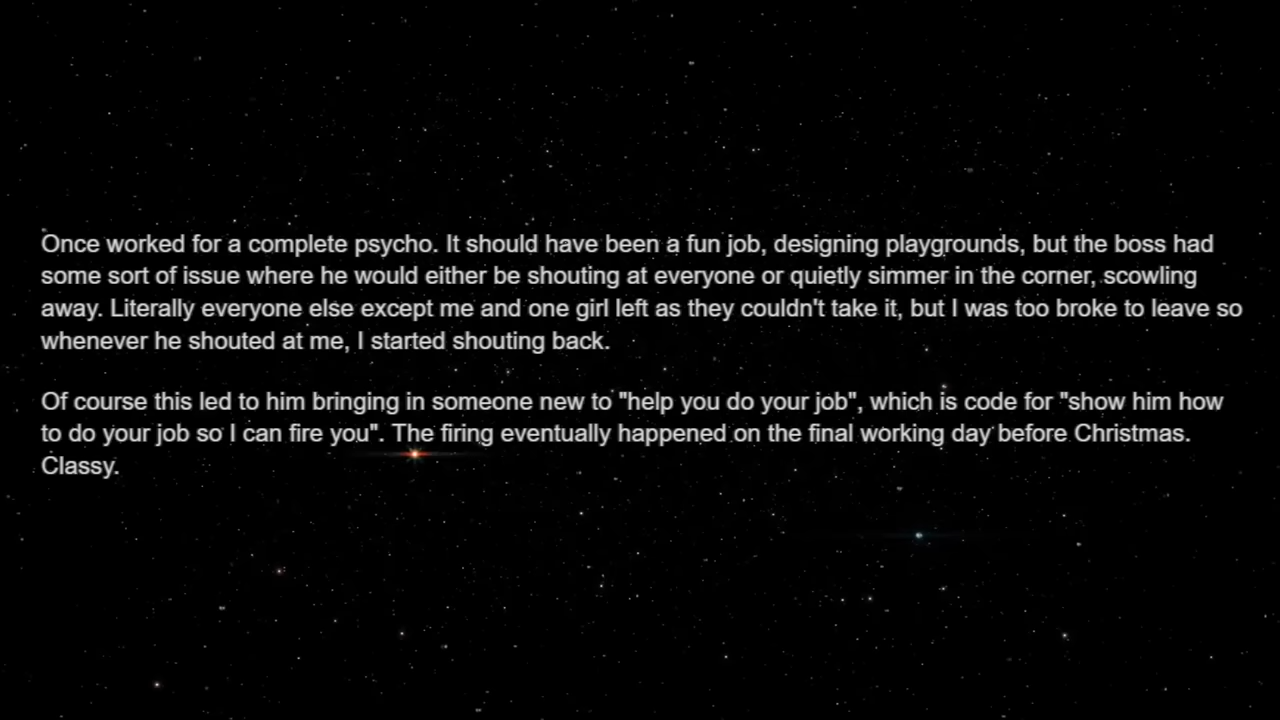 Once worked for a complete psycho. It should have been a fun job, designing playgrounds, but the boss had
some sort of issue where he would either be shouting at everyone or quietly simmer in the corner, scowling
away. Literally everyone else except me and one girl left as they couldn't take it, but I was too broke to leave so
whenever he shouted at me, I started shouting back.
Of course this led to him bringing in someone new to "help you do your job", which is code for "show him how
to do your job so I can fire you". The firing eventually happened on the final working day before Christmas.
Classy.